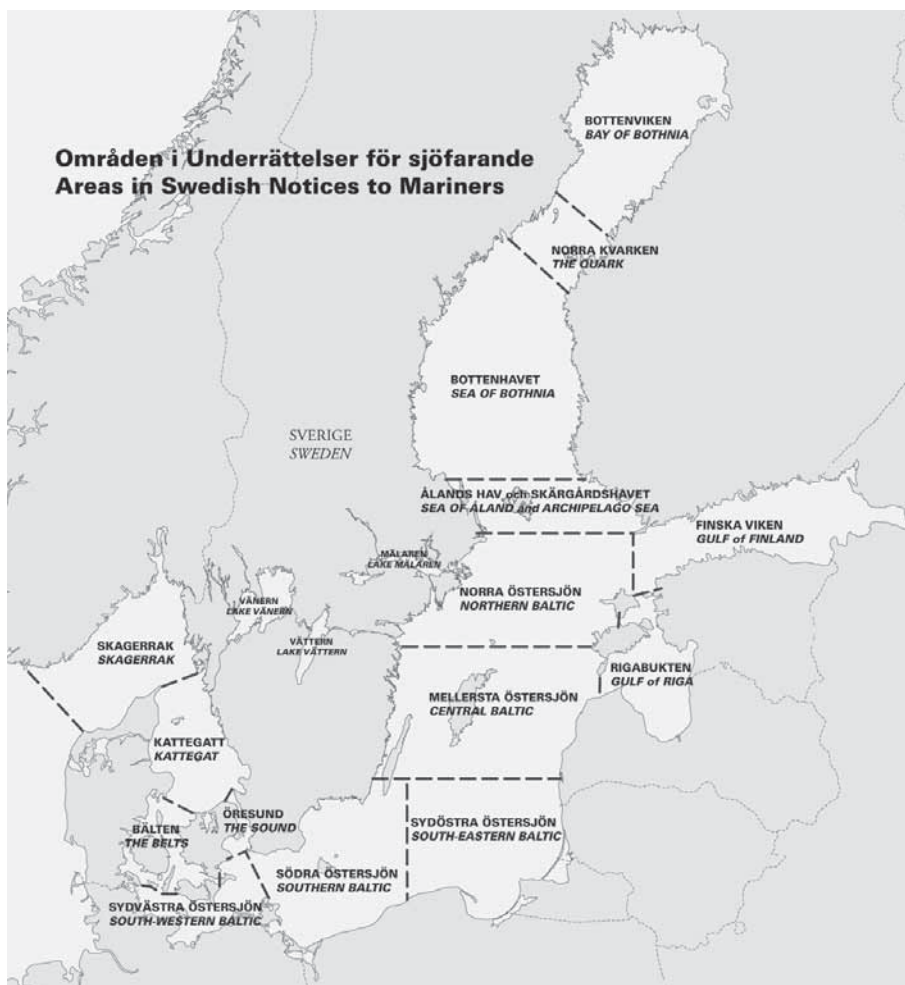 Områden i Underrättelser för sjöfarande
Areas in Swedish Notices to Mariners
BOTTENVIKEN
BAY OF BOTHNIA
NORRA KVARKEN
THE QUARK
BOTTENHAVET
SEA OF BOTHNIA
SVERIGE
SWEDEN
ÅLANDS HAV och SKÄRGÅRDSHAVET
SEA OF ÅLAND and ARCHIPELAGO SEA
FINSKA VIKEN
GULF of FINLAND
MÄLAREN
LAKE MÄLAREN
NORRA ÖSTERSJÖN
NORTHERN BALTIC
VÄNERN
LAKE VÄNERN
VÄTTERN
LAKE VÄTTERN
SKAGERRAK
SKAGERRAK
RIGABUKTEN
GULF of RIGA
MELLERSTA ÖSTERSJÖN
CENTRAL BALTIC
KATTEGATT
KATTEGAT
ÖRESUND
THE SOUND
BÄLTEN
THE BELTS
SYDÖSTRA ÖSTERSJÖN
SOUTH-EASTERN BALTIC
SÖDRA ÖSTERSJÖN
SOUTHERN BALTIC
SYDVÄSTRA ÖSTERSJÖN
SOUTH-WESTERN BALTIC